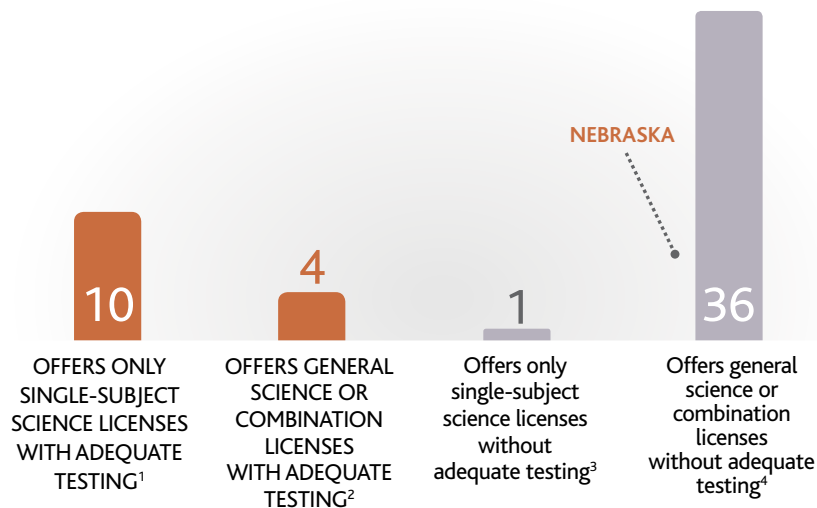 NEBRASKA
10
4
1
36
OFFERS ONLY
SINGLE-SUBJECT
SCIENCE LICENSES
WITH ADEQUATE
TESTING¹
OFFERS GENERAL
SCIENCE OR
COMBINATION
LICENSES
WITH ADEQUATE
TESTING²
Offers only
single-subject
science licenses
without
adequate testing³
Offers general
science or
combination
licenses
without adequate
testing⁴